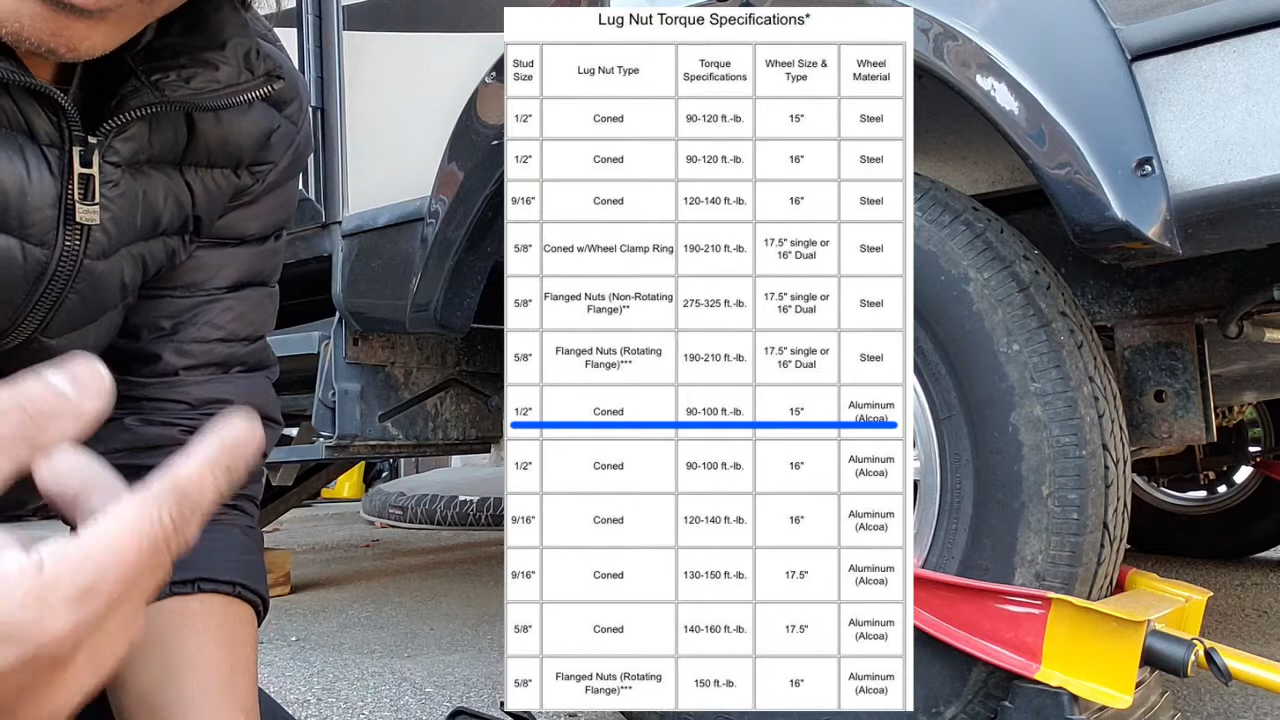 Lug Nut Torque Specifications*
Stud Size Lug Nut Type Torque Specifications Wheel Size & Type Wheel Material
1/2" Coned 90-120 ft.-lb. 15" Steel
1/2" Coned 90-120 ft.-lb. 16" Steel
9/16" Coned 120-140 ft.-lb. 16" Steel
5/8" Coned w/Wheel Clamp Ring 190-210 ft.-lb. 17.5" single or 16" Dual Steel
5/8" Flanged Nuts (Non-Rotating Flange)** 275-325 ft.-lb. 17.5" single or 16" Dual Steel
5/8" Flanged Nuts (Rotating Flange)*** 190-210 ft.-lb. 17.5" single or 16" Dual Steel
1/2" Coned 90-100 ft.-lb. 15" Aluminum (Alcoa)
1/2" Coned 90-100 ft.-lb. 16" Aluminum (Alcoa)
9/16" Coned 120-140 ft.-lb. 16" Aluminum (Alcoa)
9/16" Coned 130-150 ft.-lb. 17.5" Aluminum (Alcoa)
5/8" Coned 140-160 ft.-lb. 17.5" Aluminum (Alcoa)
5/8" Flanged Nuts (Rotating Flange)*** 150 ft.-lb. 16" Aluminum (Alcoa)
Calvin
Klein